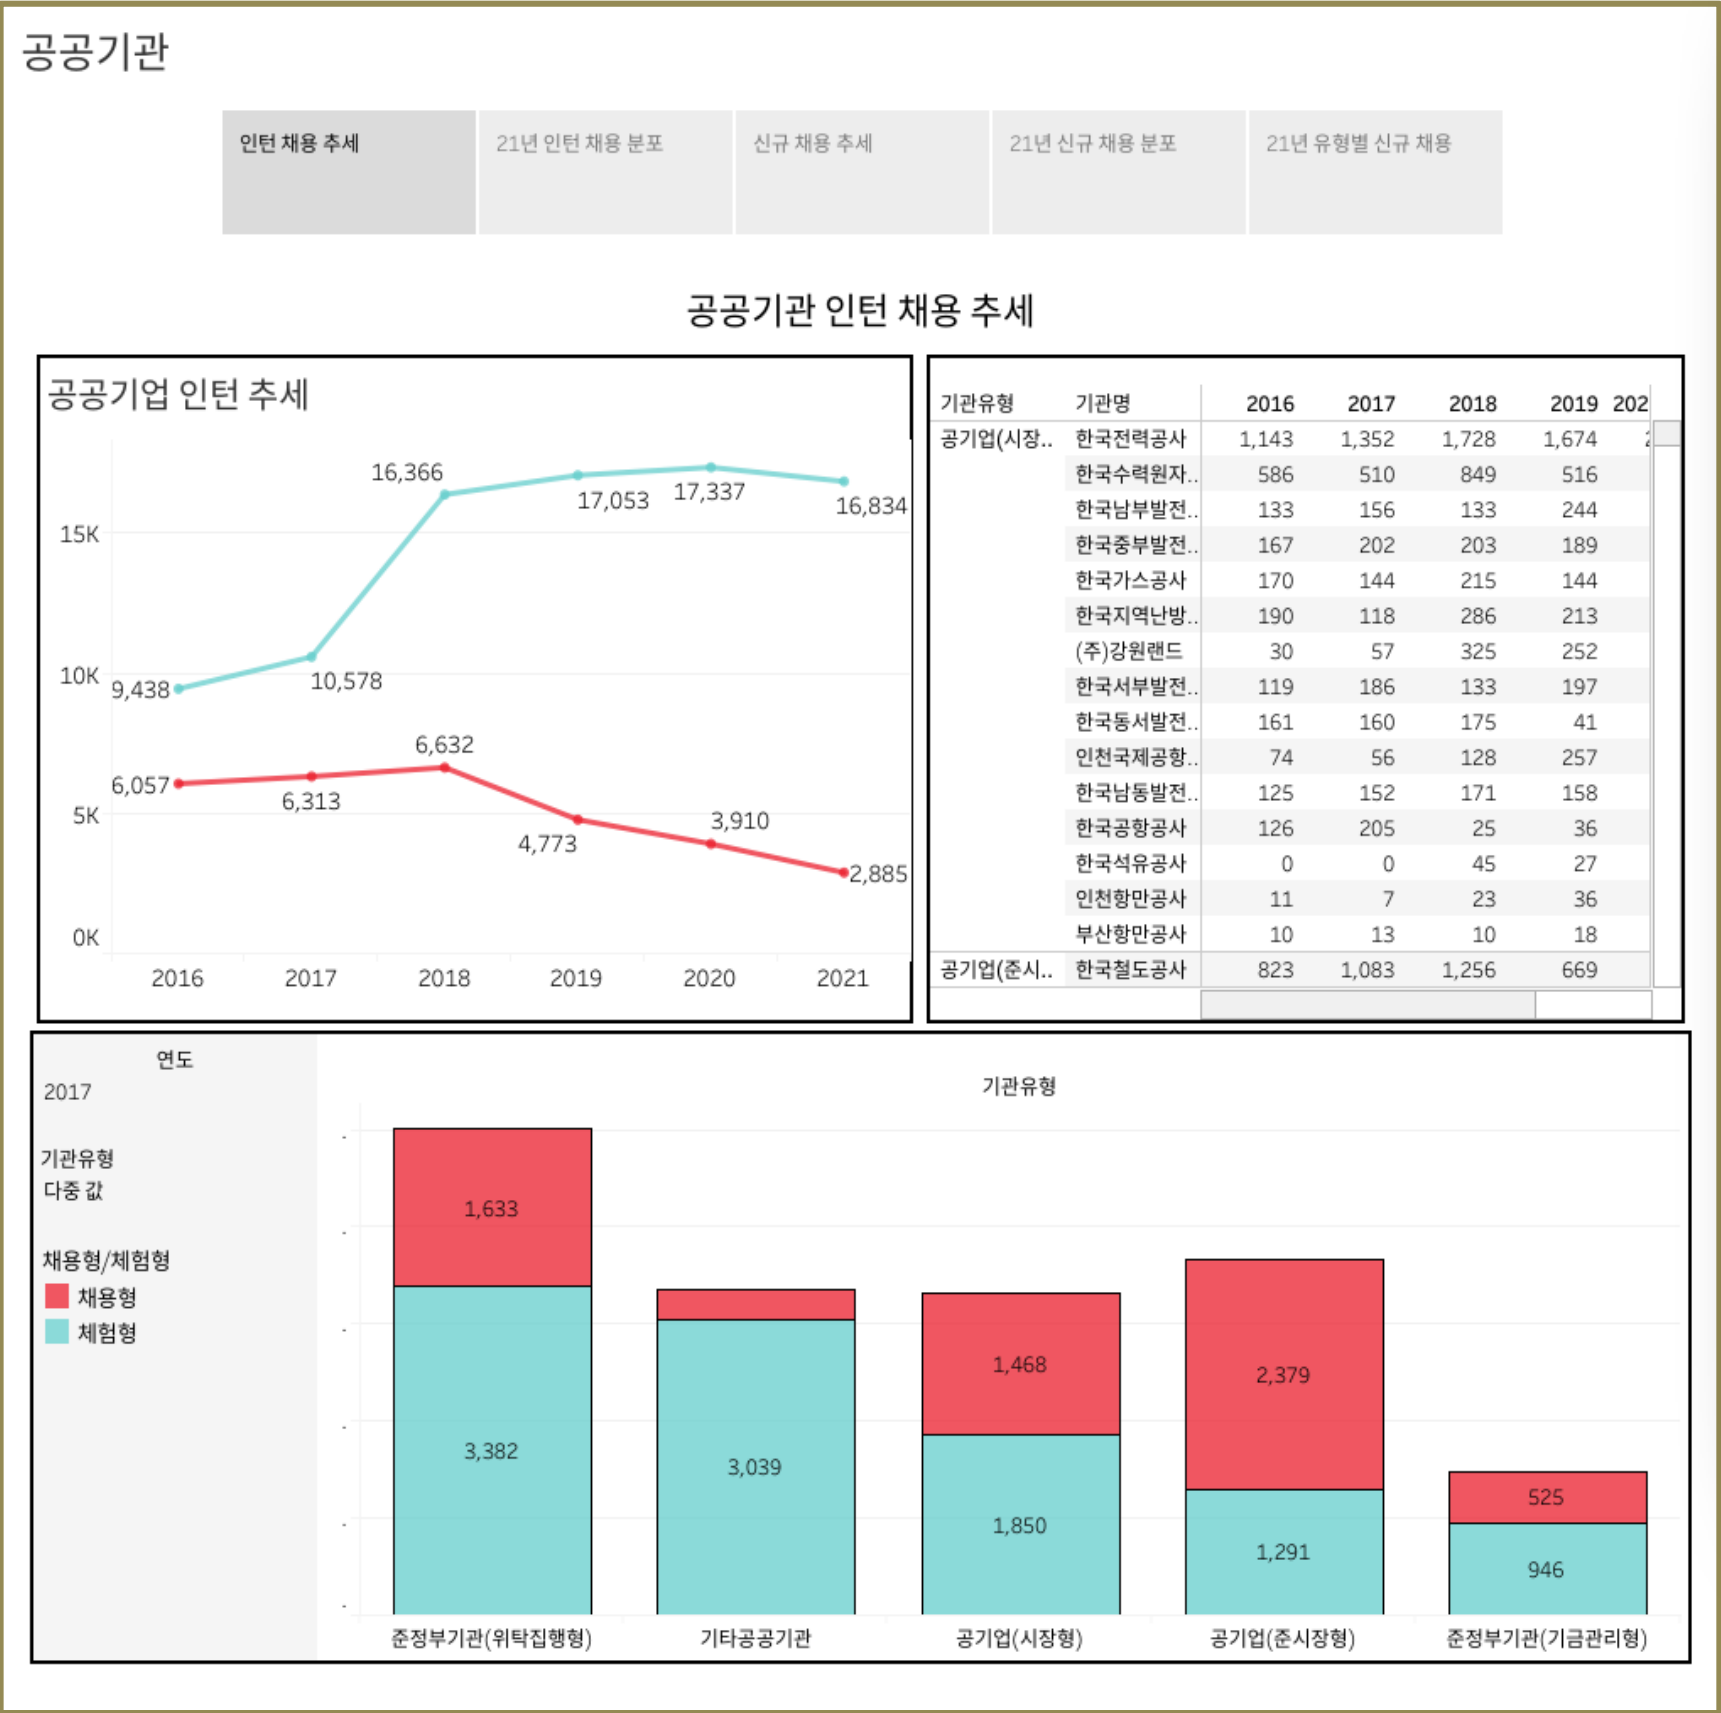 공공기관
인턴 채용 추세
21년 인턴 채용 분포
신규 채용 추세
21년 신규 채용 분포
21년 유형별 신규 채용
공공기관 인턴 채용 추세
공공기업 인턴 추세
16,366
17,053
17,337
16,834
15K
10K
9,438
10,578
6,632
6,057
6,313
5K
4,773
3,910
2,885
0K
2016 2017 2018 2019 2020 2021
기관유형 기관명 2016 2017 2018 2019 202
공기업(시장.. 한국전력공사 1,143 1,352 1,728 1,674
한국수력원자.. 586 510 849 516
한국남부발전.. 133 156 133 244
한국중부발전.. 167 202 203 189
한국가스공사 170 144 215 144
한국지역난방.. 190 118 286 213
(주)강원랜드 30 57 325 252
한국서부발전.. 119 186 133 197
한국동서발전.. 161 160 175 41
인천국제공항.. 74 56 128 257
한국남동발전.. 125 152 171 158
한국공항공사 126 205 25 36
한국석유공사 0 0 45 27
인천항만공사 11 7 23 36
부산항만공사 10 13 10 18
공기업(준시.. 한국철도공사 823 1,083 1,256 669
연도
2017
기관유형
다중 값
채용형/체험형
채용형
체험형
기관유형
1,633
3,382
3,039
1,468
1,850
2,379
1,291
525
946
준정부기관(위탁집행형) 기타공공기관 공기업(시장형) 공기업(준시장형) 준정부기관(기금관리형)